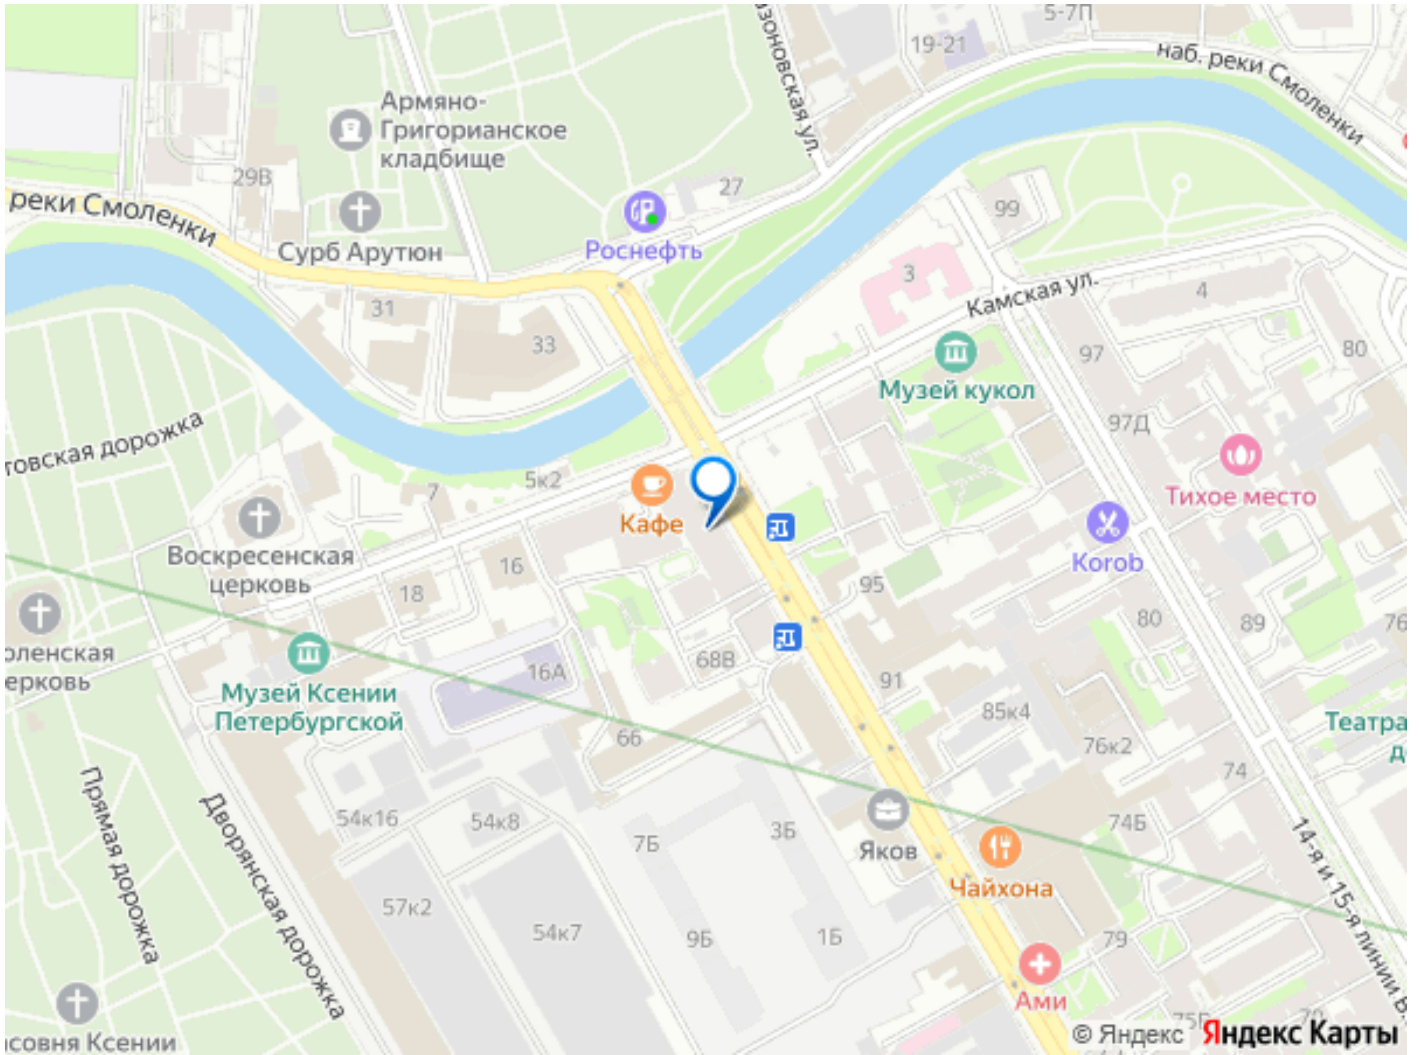 5-7П
19-21
наб. реки Смоленки
зоновская ул.
Армяно-
Григорианское
кладбище
29В
27
реки Смоленки
Сурб Арутюн
Роснефть
99
3
Камская ул.
4
31
33
Музей кукол
97
80
товская дорожка
97Д
5к2
7
Кафе
Тихое место
Воскресенская
церковь
16
18
Korob
95
80
89
76
оленская
ерковь
Музей Ксении
Петербургской
16А
68В
91
85к4
66
76к2
Театра
д
74
Прямая дорожка
Дворянская дорожка
54к16
54к8
7Б
3Б
Яков
74Б
14-я и 15-я линии В.
Чайхона
57к2
54к7
9Б
1Б
79
Ами
совня Ксении
© Яндекс
Яндекс Карты